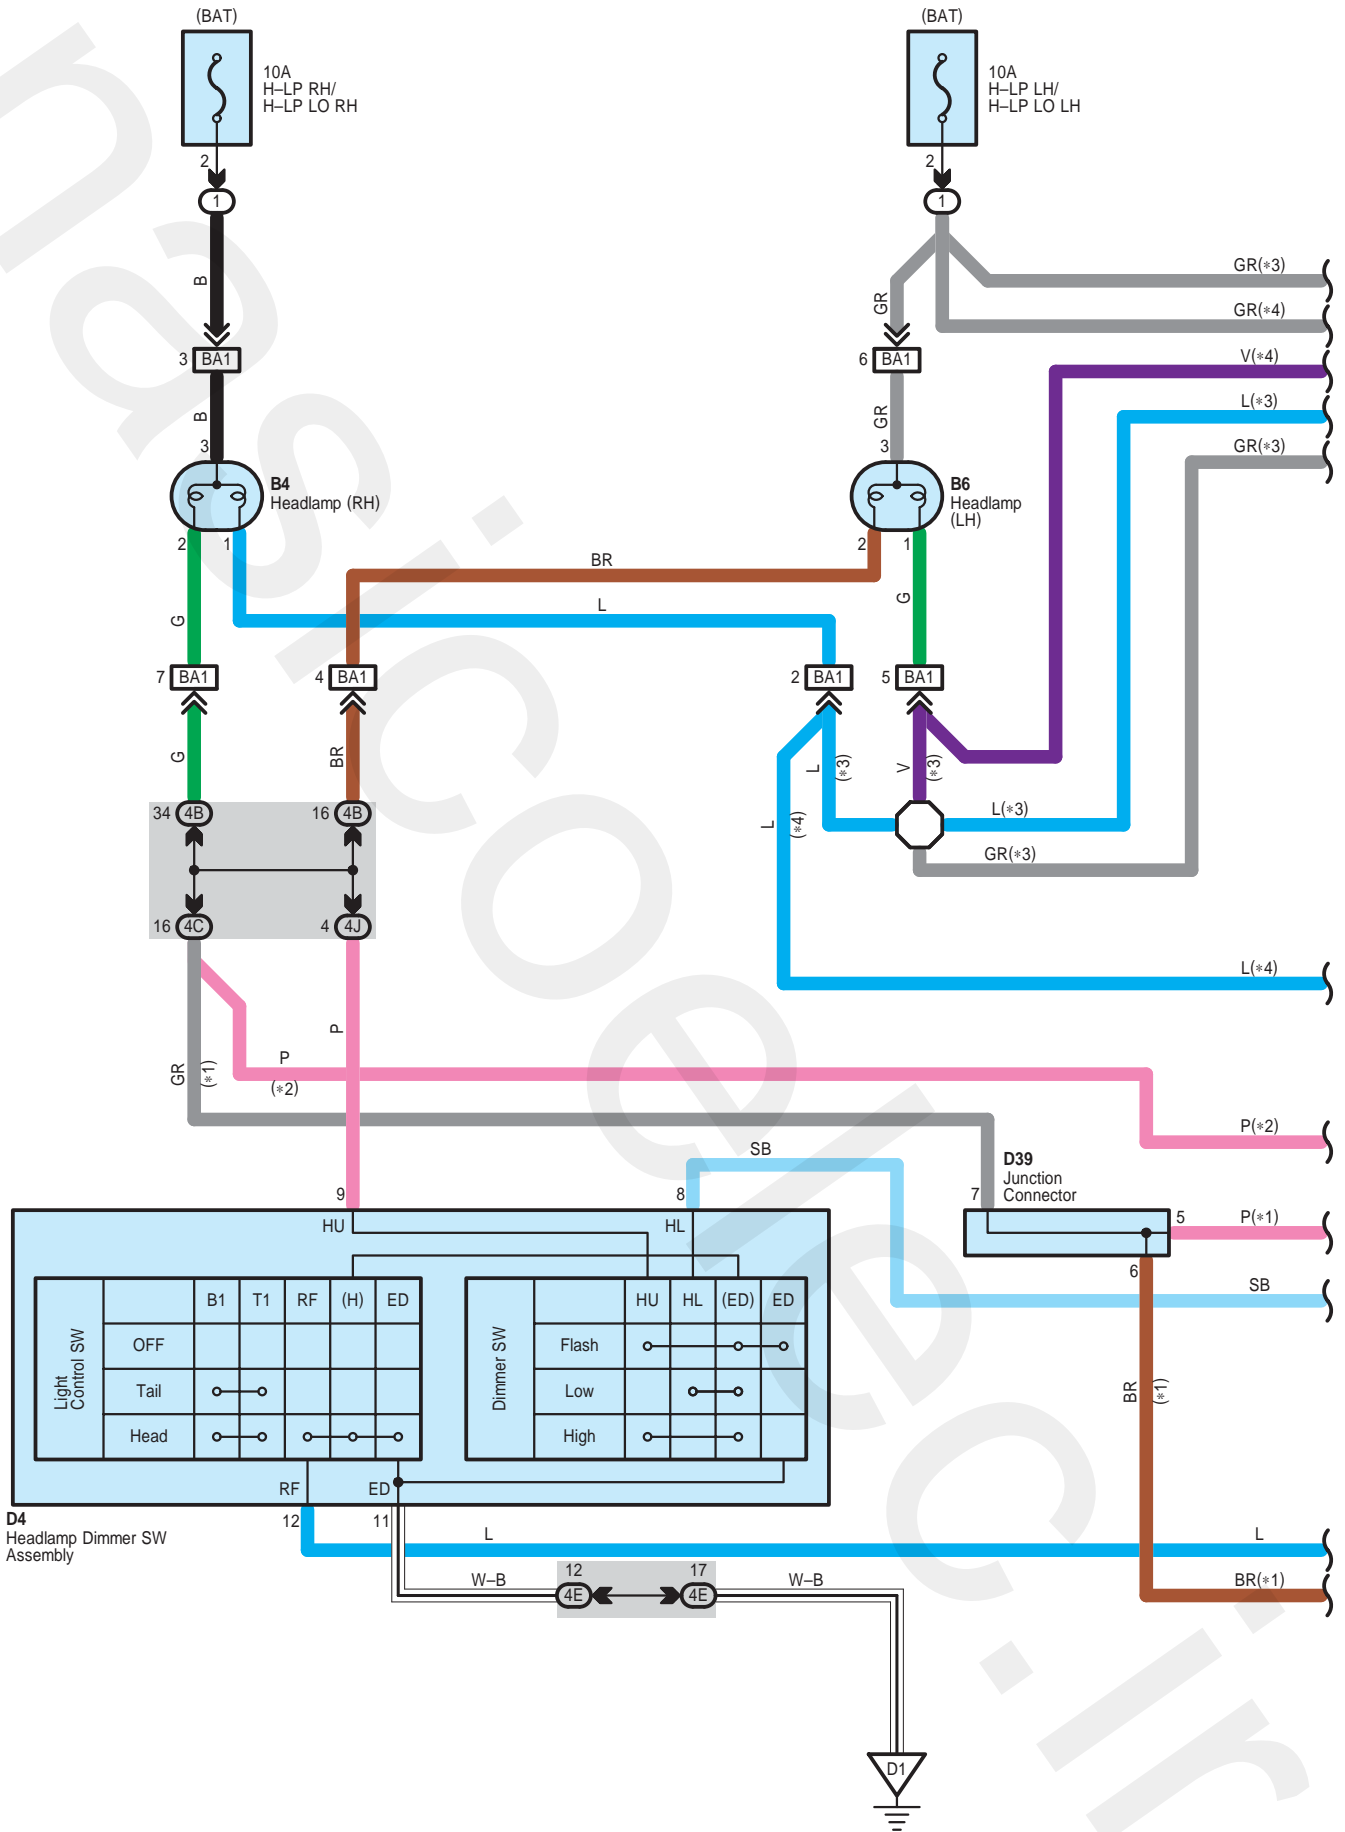 (BAT)
(BAT)
10A
H–LP RH/
H–LP LO RH
10A
H–LP LH/
H–LP LO LH
2
2
1
1
B
GR
GR(*3)
GR(*4)
V(*4)
L(*3)
GR(*3)
3 BA1
6 BA1
B
GR
3
3
B4
Headlamp (RH)
B6
Headlamp
(LH)
2 1
2 1
BR
L
G
G
7 BA1
4 BA1
2 BA1
5 BA1
G
BR
L
(*4)
L
(*3)
V
(*3)
L(*3)
GR(*3)
34 4B
16 4B
16 4C
4 4J
L(*4)
GR
(*1)
P
P
(*2)
P(*2)
SB
D39
Junction
Connector
7
5
P(*1)
6
SB
BR
(*1)
9
8
HU
HL
Light
Control SW
B1 T1 RF (H) ED
OFF
Tail
Head
Dimmer SW
HU HL (ED) ED
Flash
Low
High
RF
ED
D4
Headlamp Dimmer SW
Assembly
12
11
L
L
W–B
12
4E
17
4E
W–B
BR(*1)
D1
nasicoelec.ir